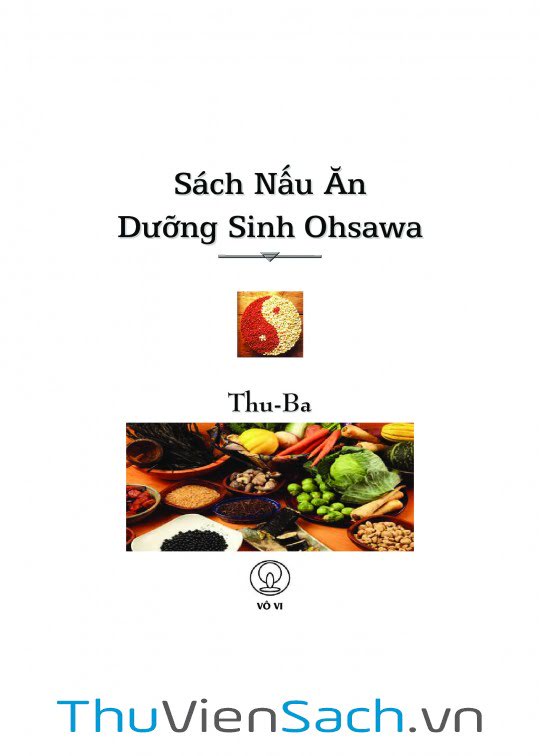 Sách Nấu Ăn
Dưỡng Sinh Ohsawa
Thu-Ba
VÔ VI
ThuVienSach.vn